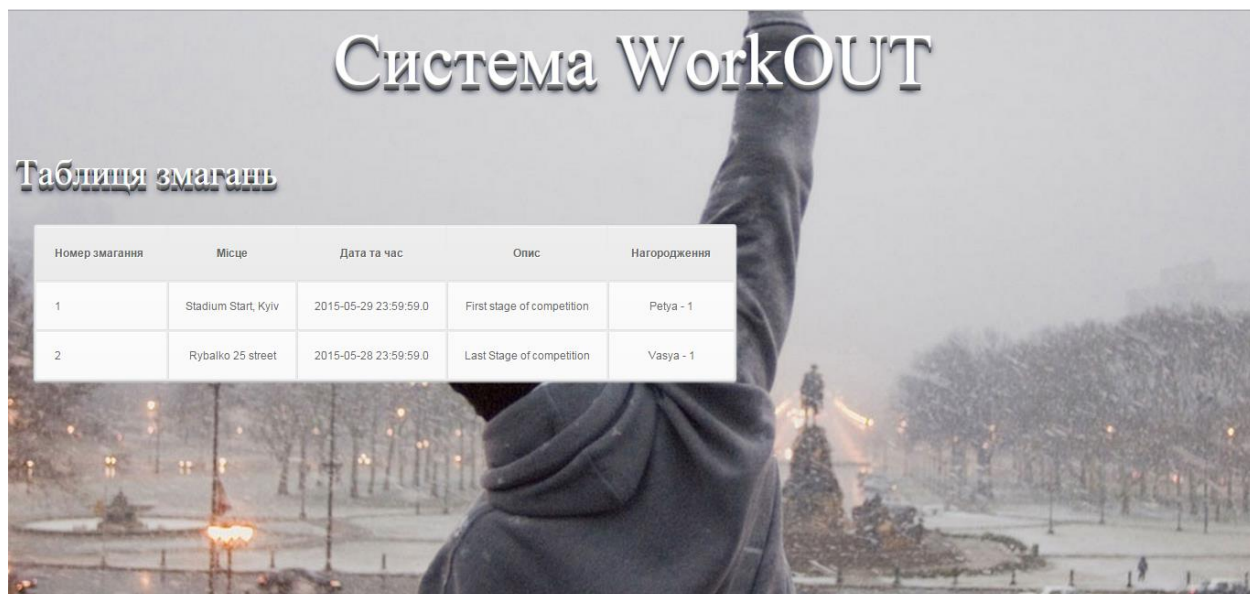 Система WorkOUT
Таблиця змагань
Номер змагання Місце Дата та час Опис Нагородження
1 Stadium Start, Kyiv 2015-05-29 23:59:59.0 First stage of competition Petya - 1
2 Rybalko 25 street 2015-05-28 23:59:59.0 Last Stage of competition Vasya - 1